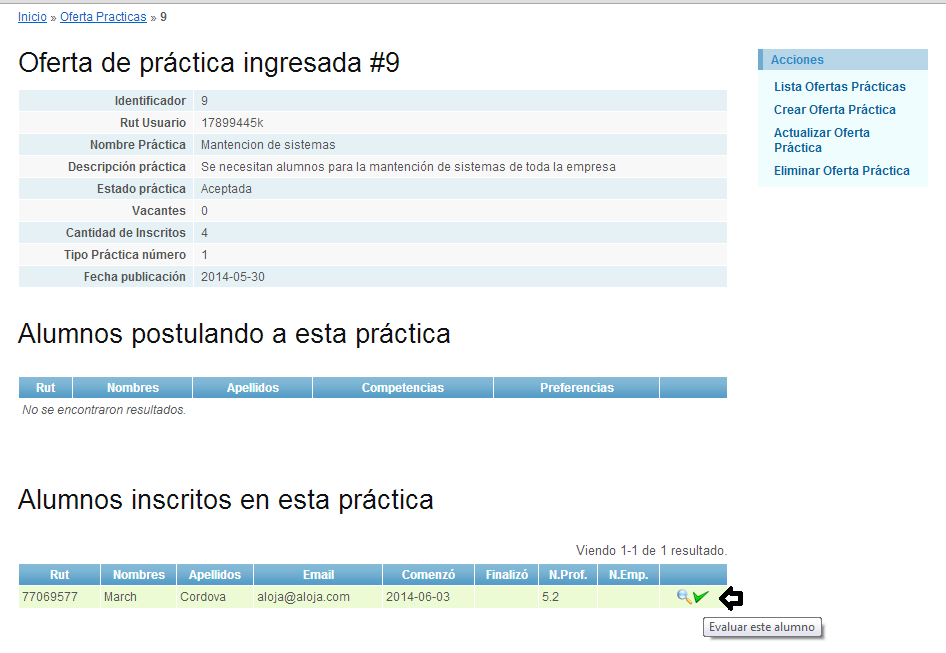 Inicio » Oferta Practicas » 9
Oferta de práctica ingresada #9
Identificador 9
Rut Usuario 17899445k
Nombre Práctica Mantencion de sistemas
Descripción práctica Se necesitan alumnos para la mantención de sistemas de toda la empresa
Estado práctica Aceptada
Vacantes 0
Cantidad de Inscritos 4
Tipo Práctica número 1
Fecha publicación 2014-05-30
Acciones
Lista Ofertas Prácticas
Crear Oferta Práctica
Actualizar Oferta
Práctica
Eliminar Oferta Práctica
Alumnos postulando a esta práctica
Rut Nombres Apellidos Competencias Preferencias
No se encontraron resultados.
Alumnos inscritos en esta práctica
Viendo 1-1 de 1 resultado.
Rut Nombres Apellidos Email Comenzó Finalizó N.Prof. N.Emp.
77069577 March Cordova aloja@aloja.com 2014-06-03 5.2
Evaluar este alumno